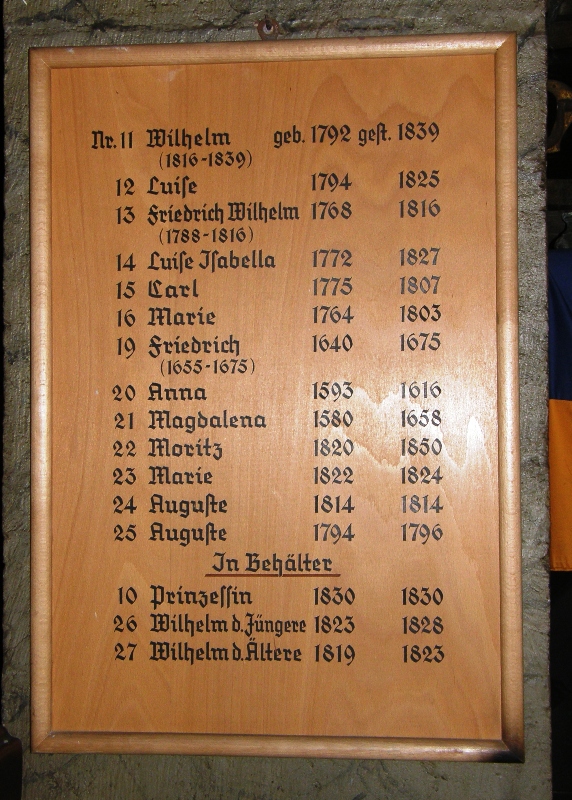 Nr. 11 Wilhelm geb. 1792 gest. 1839
(1816-1839)
12 Luise 1794 1825
13 Friedrich Wilhelm 1768 1816
(1788-1816)
14 Luise Isabella 1772 1827
15 Carl 1775 1807
16 Marie 1764 1803
19 Friedrich 1640 1675
(1655-1675)
20 Anna 1593 1616
21 Magdalena 1580 1658
22 Moritz 1820 1850
23 Marie 1822 1824
24 Auguste 1814 1814
25 Auguste 1794 1796
In Behälter
10 Prinzessin 1830 1830
26 Wilhelm d. Jüngere 1823 1828
27 Wilhelm d. Ältere 1819 1823